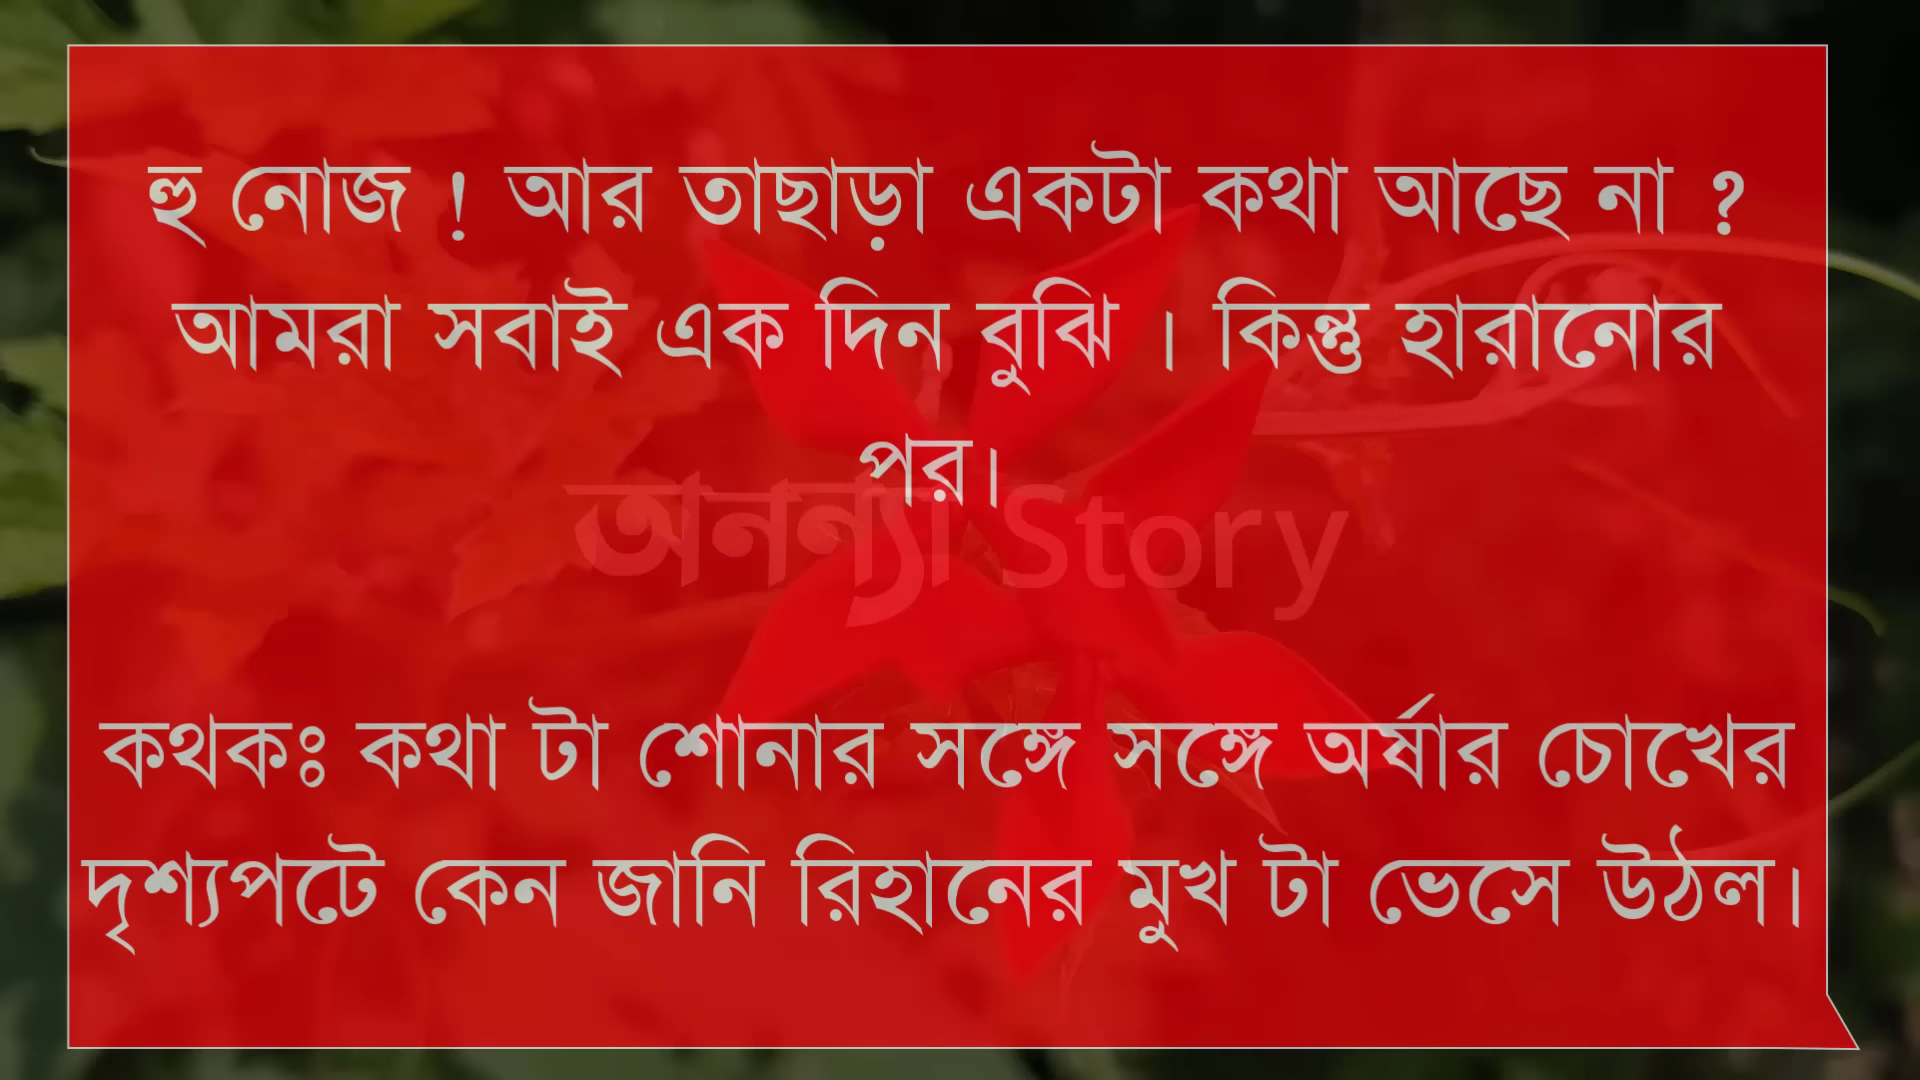 হু নোজ ! আর তাছাড়া একটা কথা আছে না ?
আমরা সবাই এক দিন বুঝি । কিন্তু হারানোর
পর।
অনন্যা Story
কথকঃ কথা টা শোনার সঙ্গে সঙ্গে অর্ষার চোখের
দৃশ্যপটে কেন জানি রিহানের মুখ টা ভেসে উঠল।